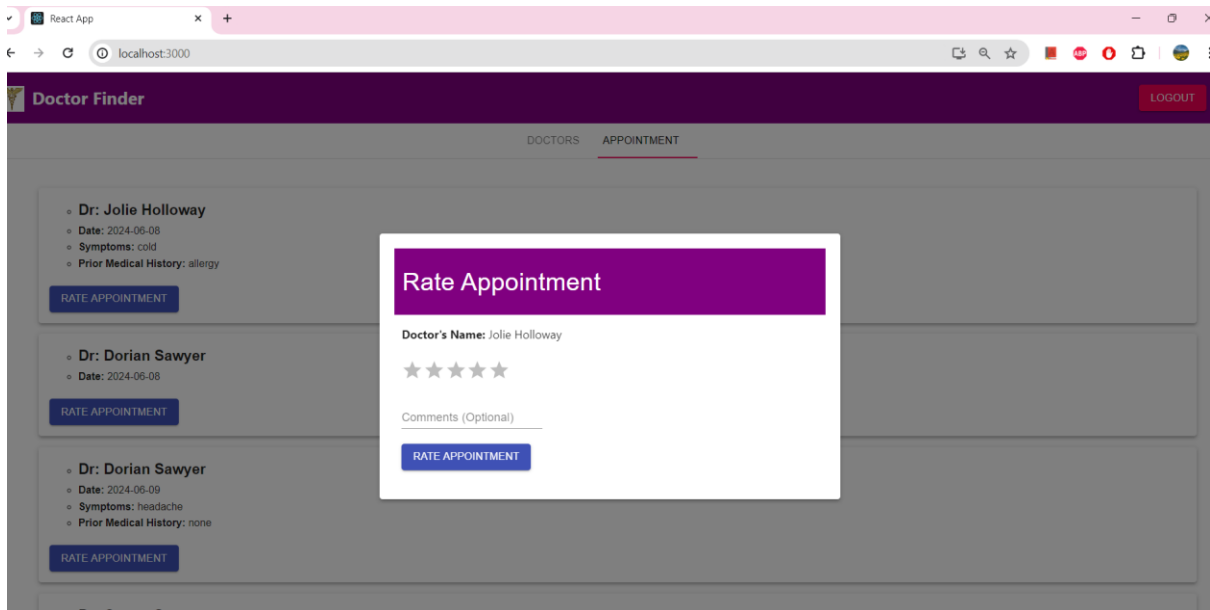 React App
localhost:3000
ABP
Doctor Finder
LOGOUT
DOCTORS APPOINTMENT
Dr: Jolie Holloway
Date: 2024-06-08
Symptoms: cold
Prior Medical History: allergy
RATE APPOINTMENT
Dr: Dorian Sawyer
Date: 2024-06-08
RATE APPOINTMENT
Dr: Dorian Sawyer
Date: 2024-06-09
Symptoms: headache
Prior Medical History: none
RATE APPOINTMENT
Rate Appointment
Doctor's Name: Jolie Holloway
Comments (Optional)
RATE APPOINTMENT